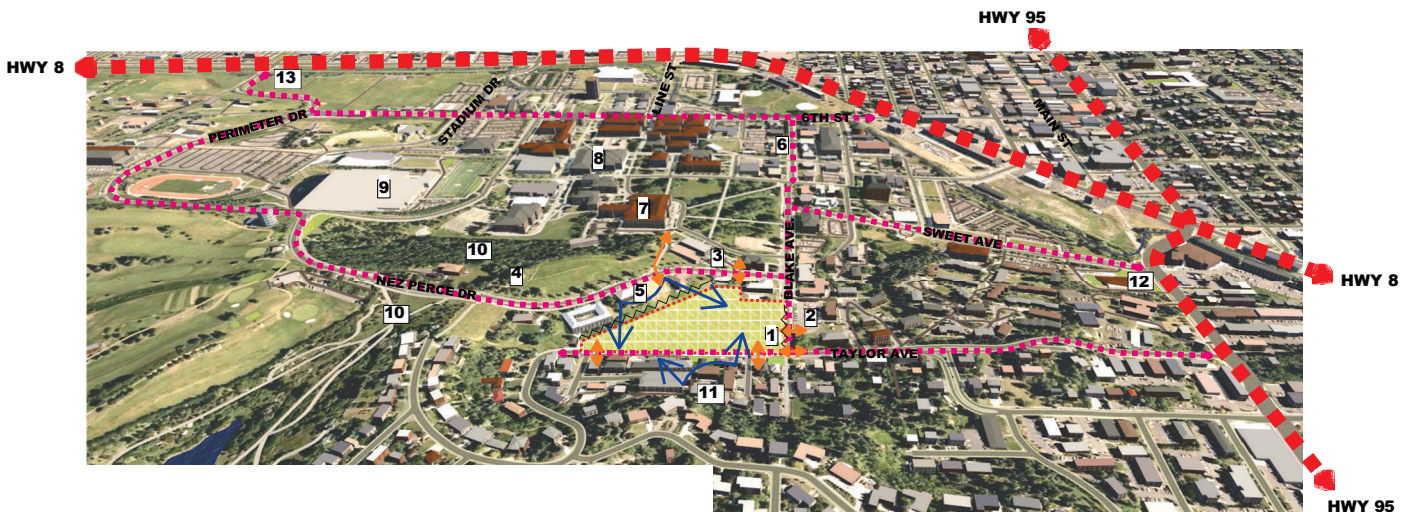 HWY 95
HWY 8
13
STADIUM DR
LINE ST
MAIN ST
6TH ST
PERIMETER DR
6
8
9
7
SWEET AVE
10
3
4
NEZ PERCE DR
BLAKE AVE
12
HWY 8
5
10
2
1
TAYLOR AVE
11
HWY 95